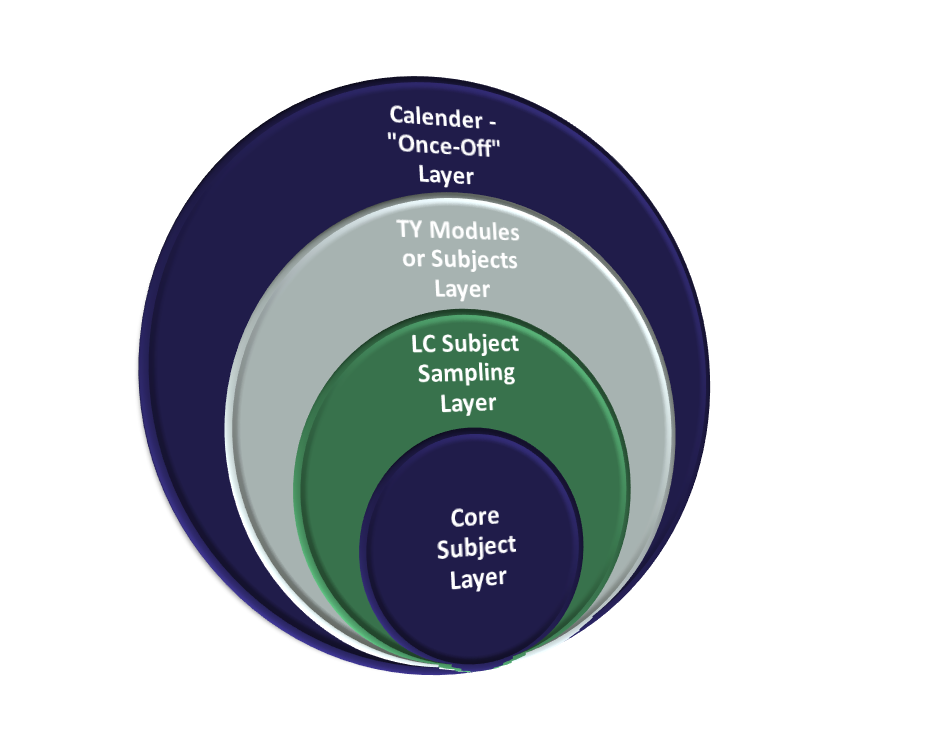 Calender -
"Once-Off"
Layer
TY Modules
or Subjects
Layer
LC Subject
Sampling
Layer
Core
Subject
Layer